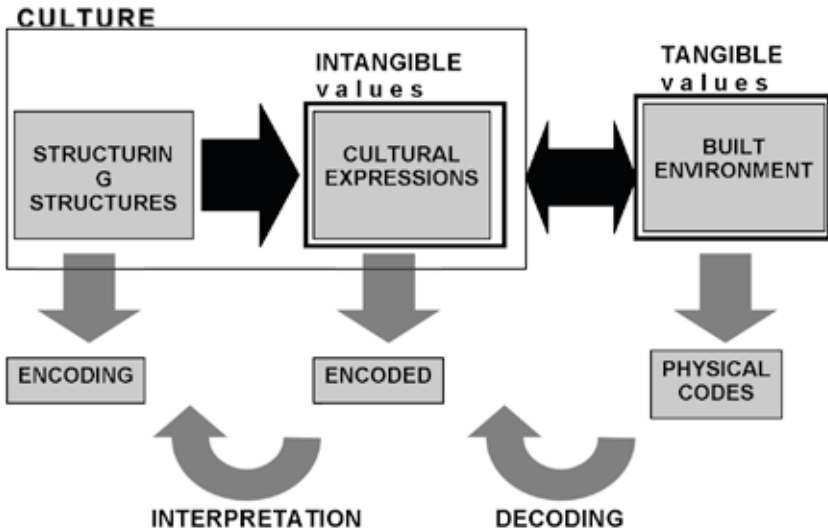 CULTURE
INTANGIBLE
values
TANGIBLE
values
STRUCTURIN
G
STRUCTURES
CULTURAL
EXPRESSIONS
BUILT
ENVIRONMENT
ENCODING
ENCODED
PHYSICAL
CODES
INTERPRETATION
DECODING